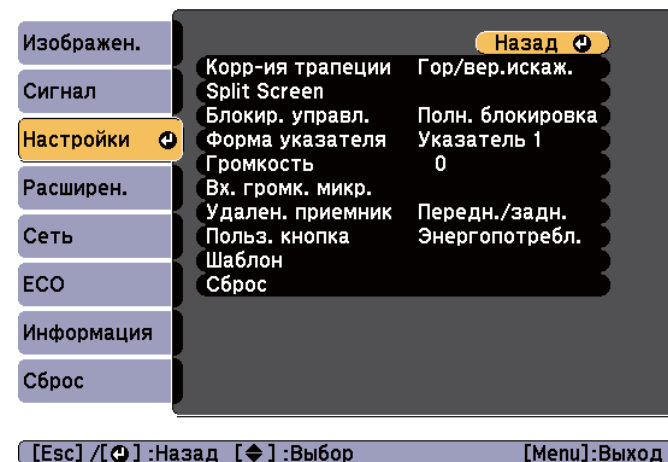 Изображен.
Сигнал
Настройки
Расширен.
Сеть
ECO
Информация
Сброс
Назад
Корр-ия трапеции Гор/вер.искаж.
Split Screen
Блокир. управл. Полн. блокировка
Форма указателя Указатель 1
Громкость 0
Вх. громк. микр.
Удален. приемник Передн./задн.
Польз. кнопка Энергопотребл.
Шаблон
Сброс
[Esc] /[⏎] :Назад [◆] :Выбор [Menu]:Выход